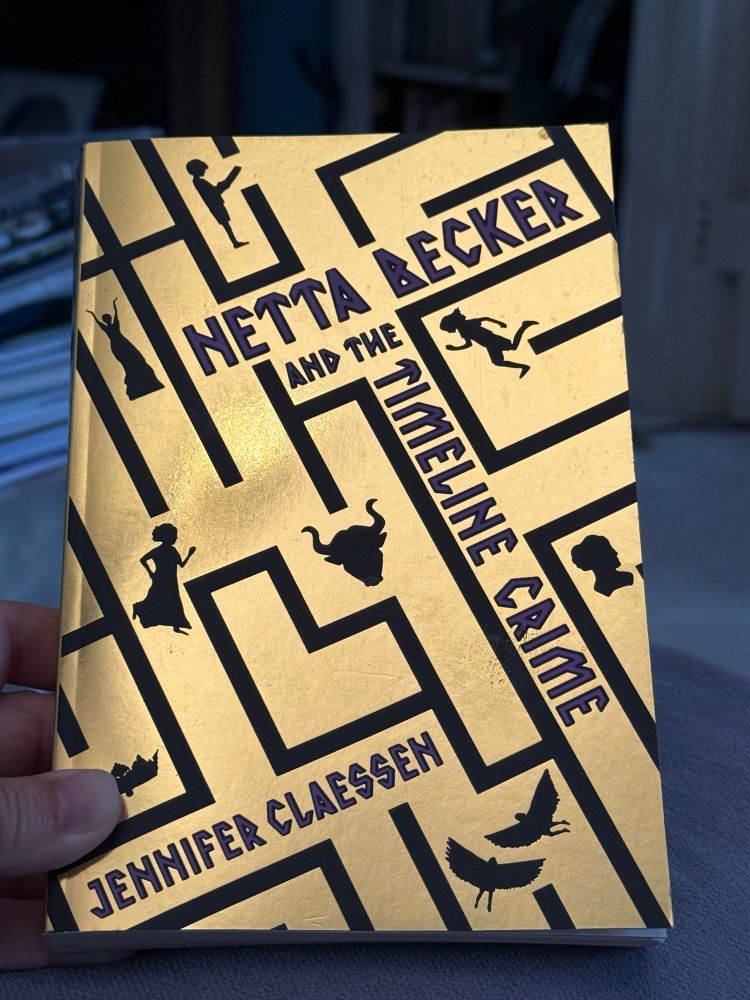 NETTA BECKER
AND THE
TIMELINE CRIME
JENNIFER CLAESSEN